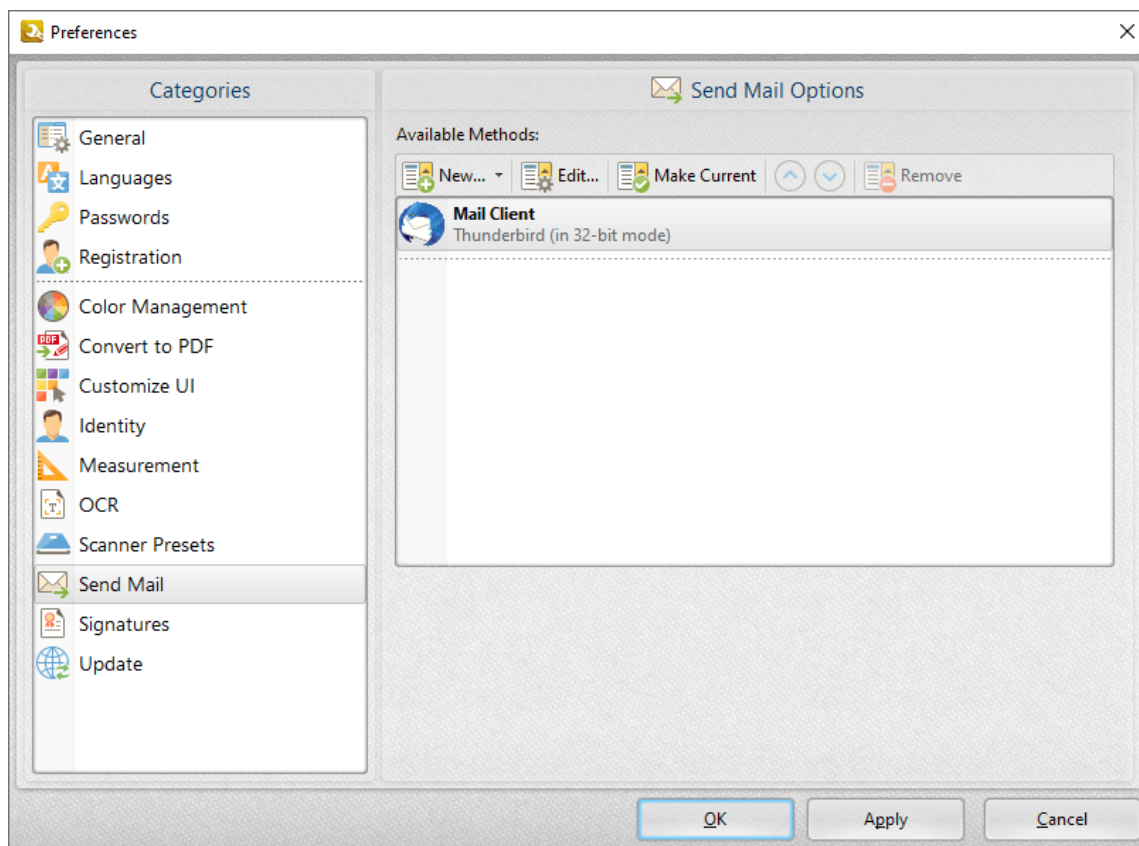 Preferences
Categories
General
Languages
Passwords
Registration
Color Management
PDF
Convert to PDF
Customize UI
Identity
Measurement
T
OCR
Scanner Presets
Send Mail
Signatures
Update
Send Mail Options
Available Methods:
New... Edit... Make Current Remove
Mail Client
Thunderbird (in 32-bit mode)
OK Apply Cancel